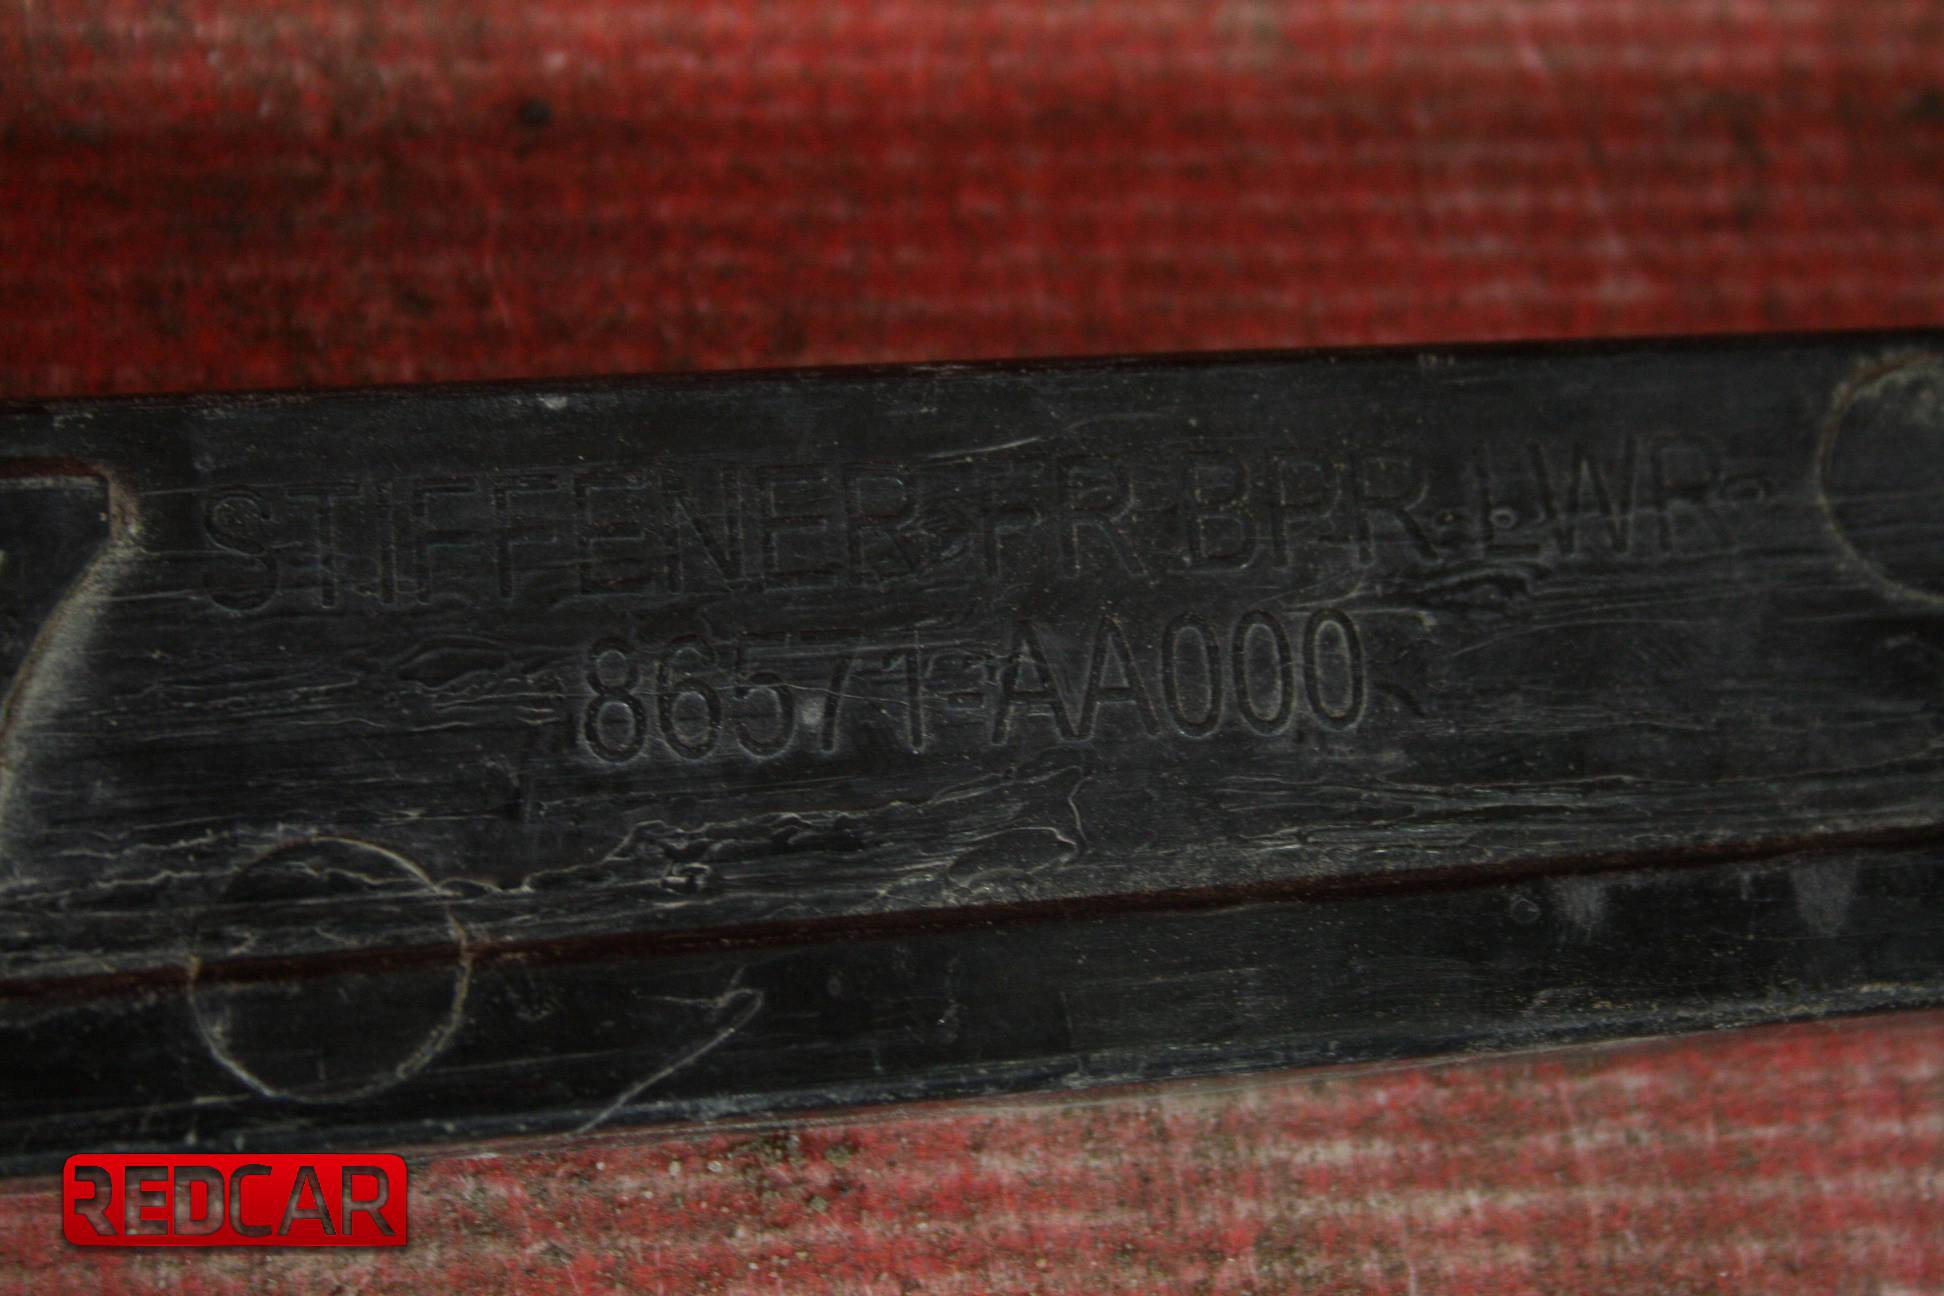 STIFFENER-FR BPR LWR
86571-AA000
REDCAR